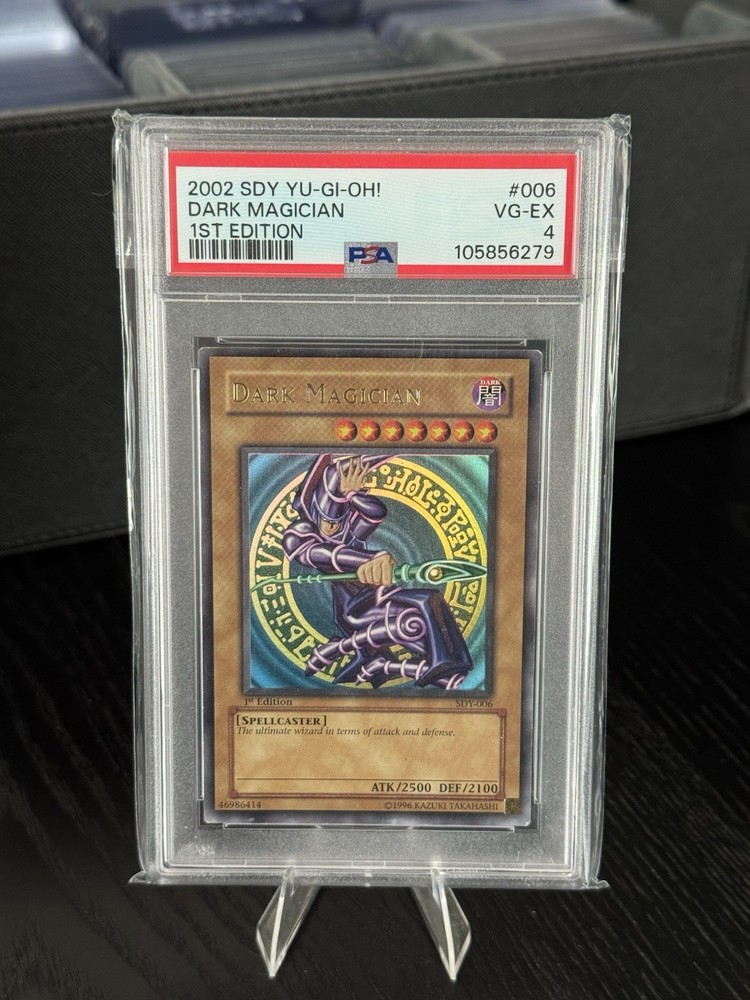 2002 SDY YU-GI-OH! #006
DARK MAGICIAN VG-EX
1ST EDITION 4
PSA 105856279
DARK MAGICIAN
DARK
闇
1st Edition SDY-006
[SPELLCASTER]
The ultimate wizard in terms of attack and defense.
ATK/2500 DEF/2100
46986414 ©1996 KAZUKI TAKAHASHI